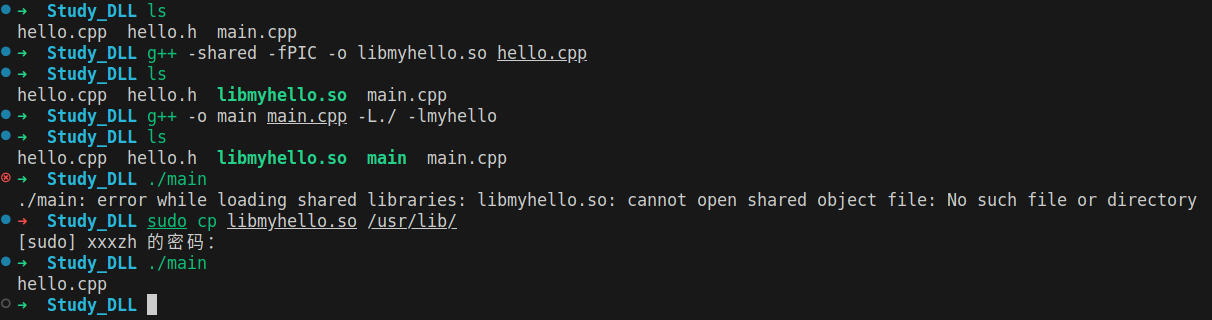 ➜ Study_DLL ls
hello.cpp hello.h main.cpp
➜ Study_DLL g++ -shared -fPIC -o libmyhello.so hello.cpp
➜ Study_DLL ls
hello.cpp hello.h libmyhello.so main.cpp
➜ Study_DLL g++ -o main main.cpp -L./ -lmyhello
➜ Study_DLL ls
hello.cpp hello.h libmyhello.so main main.cpp
➜ Study_DLL ./main
./main: error while loading shared libraries: libmyhello.so: cannot open shared object file: No such file or directory
➜ Study_DLL sudo cp libmyhello.so /usr/lib/
[sudo] xxxzh 的密码：
➜ Study_DLL ./main
hello.cpp
➜ Study_DLL